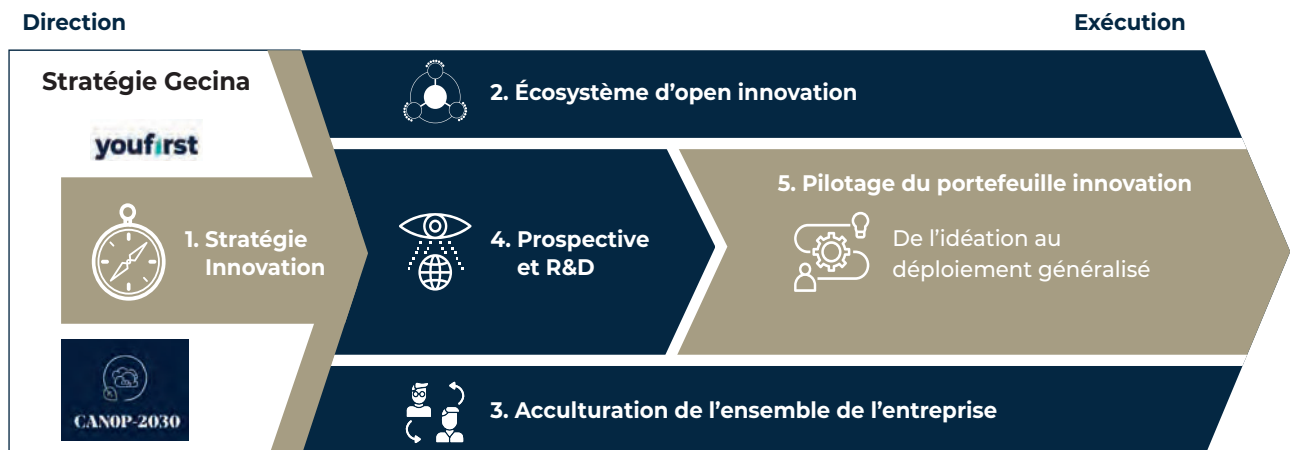 Direction
Exécution
Stratégie Gecina
youfirst
1. Stratégie
Innovation
CANOP-2030
2. Écosystème d’open innovation
4. Prospective
et R&D
5. Pilotage du portefeuille innovation
De l’idéation au
déploiement généralisé
3. Acculturation de l’ensemble de l’entreprise